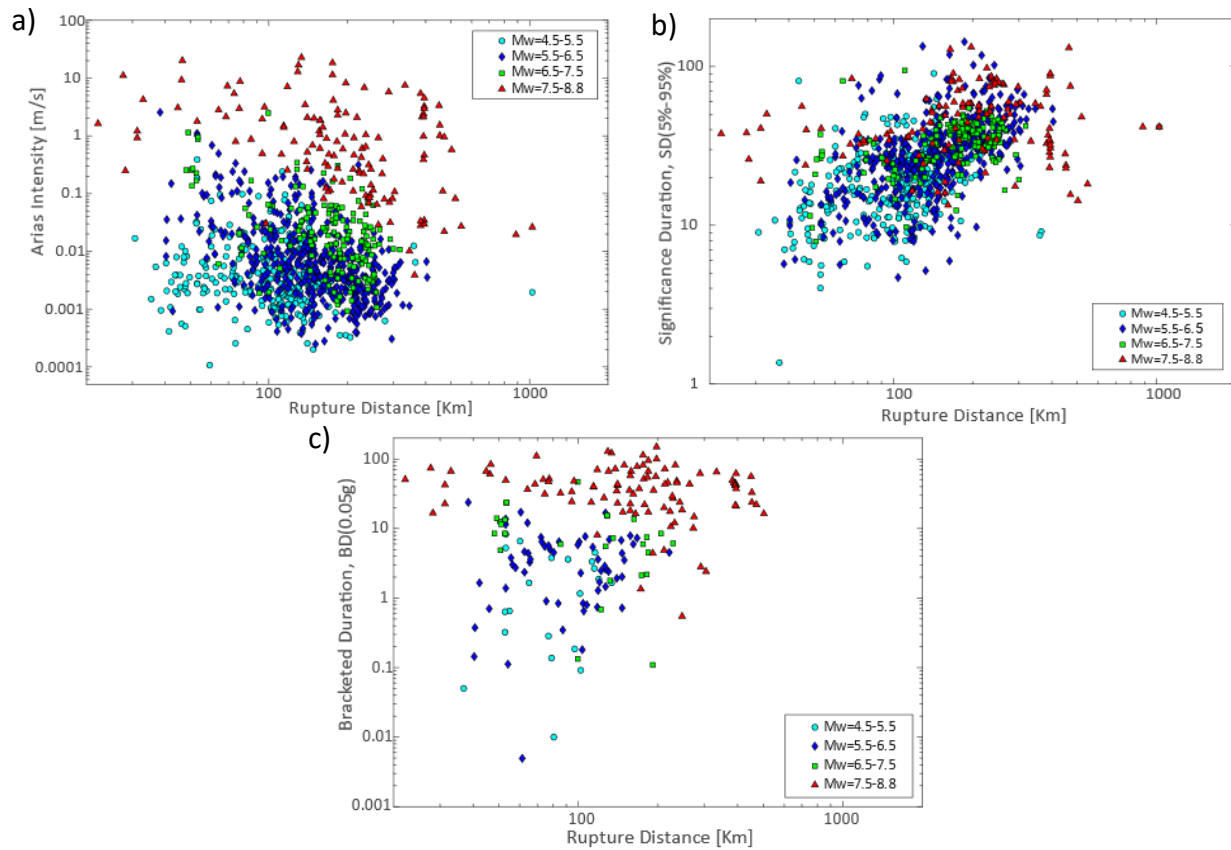 a)
Arias Intensity [m/s]
100
10
1
0.1
0.01
0.001
0.0001
Mw=4.5-5.5
Mw=5.5-6.5
Mw=6.5-7.5
Mw=7.5-8.8
100
1000
Rupture Distance [Km]
b)
Significance Duration, SD(5%-95%)
100
10
1
Mw=4.5-5.5
Mw=5.5-6.5
Mw=6.5-7.5
Mw=7.5-8.8
100
1000
Rupture Distance [Km]
c)
Bracketed Duration, BD(0.05g)
100
10
1
0.1
0.01
0.001
Mw=4.5-5.5
Mw=5.5-6.5
Mw=6.5-7.5
Mw=7.5-8.8
100
1000
Rupture Distance [Km]